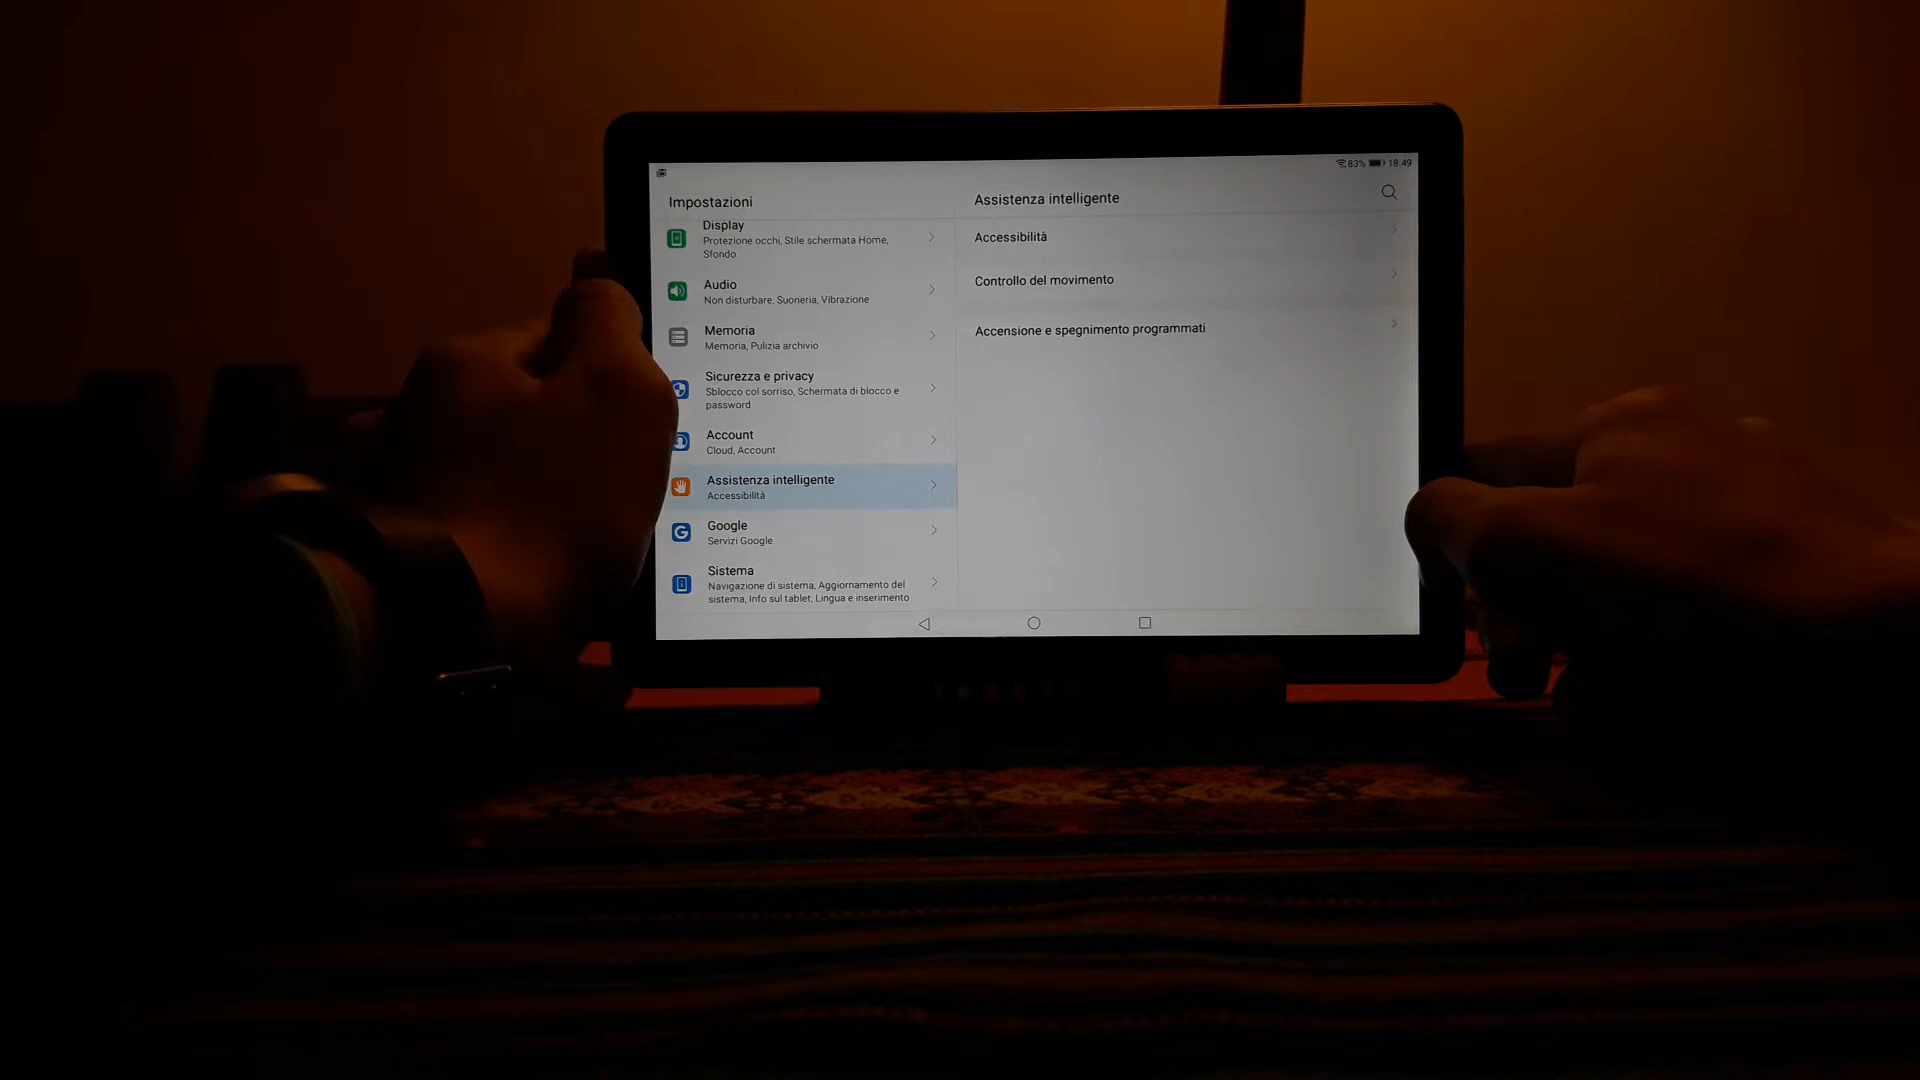 83% 18:49
Impostazioni
Display
Protezione occhi, Stile schermata Home,
Sfondo
Audio
Non disturbare, Suoneria, Vibrazione
Memoria
Memoria, Pulizia archivio
Sicurezza e privacy
Sblocco col sorriso, Schermata di blocco e
password
Account
Cloud, Account
Assistenza intelligente
Accessibilità
Google
Servizi Google
Sistema
Navigazione di sistema, Aggiornamento del
sistema, Info sul tablet, Lingua e inserimento
Assistenza intelligente
Accessibilità
Controllo del movimento
Accensione e spegnimento programmati